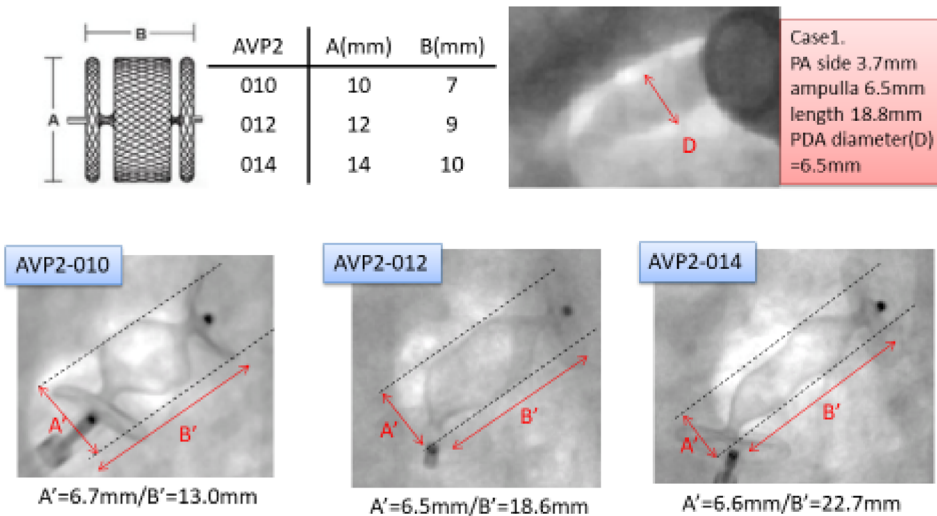 B
A
AVP2 A(mm) B(mm)
010 10 7
012 12 9
014 14 10
D
Case1.
PA side 3.7mm
ampulla 6.5mm
length 18.8mm
PDA diameter(D)
=6.5mm
AVP2-010
A’
B’
A’=6.7mm/B’=13.0mm
AVP2-012
A’
B’
A’=6.5mm/B’=18.6mm
AVP2-014
A’
B’
A’=6.6mm/B’=22.7mm